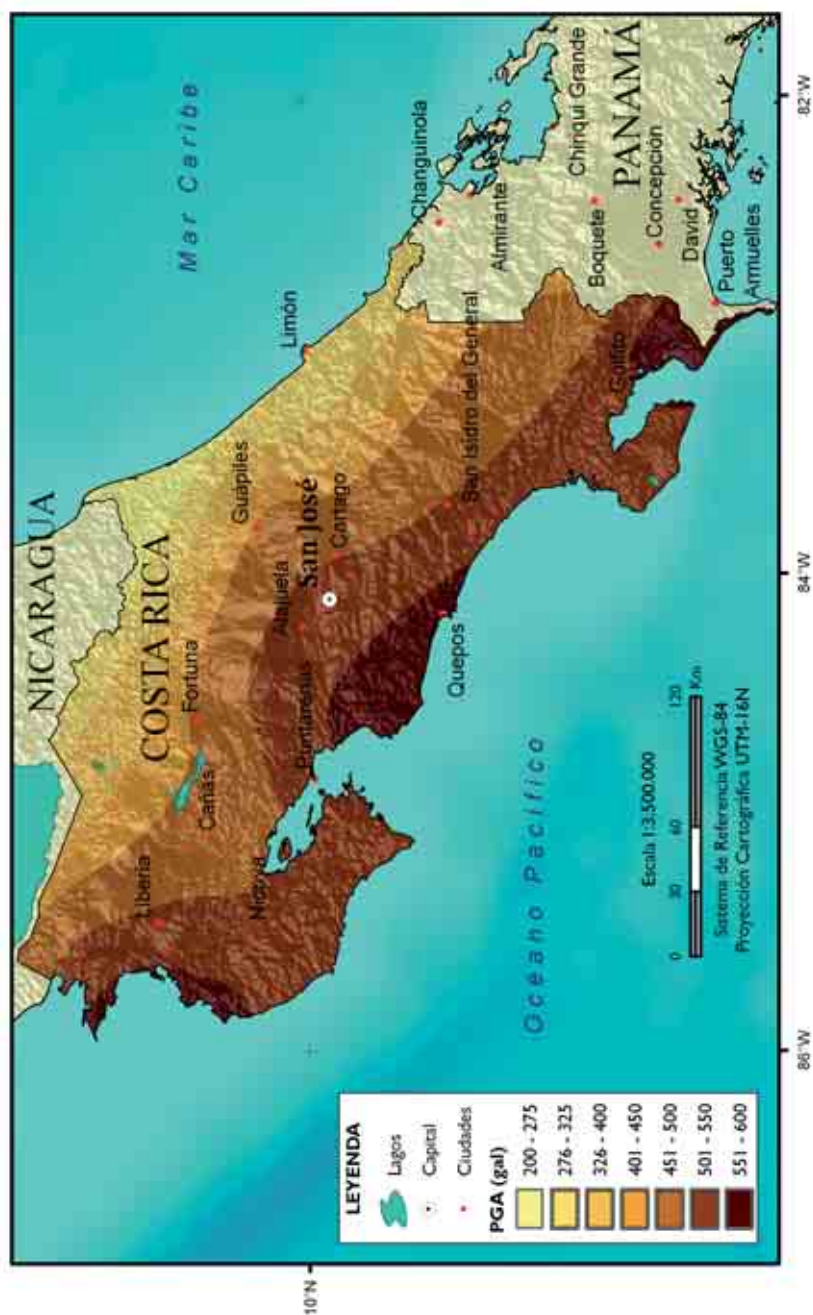 NICARAGUA
COSTA RICA
PANAMÁ
Mar Caribe
Océano Pacífico
Liberia
Nicoya
Cañas
Fortuna
Puntarenas
Alajuela
San José
Cartago
Guápiles
Limón
Quepos
San Isidro del General
Golfito
Changuinola
Almirante
Chiriqui Grande
Boquete
Concepción
David
Puerto
Armuelles
10°N
86°W
84°W
82°W
LEYENDA
Lagos
Capital
Ciudades
PGA (gal)
200 - 275
276 - 325
326 - 400
401 - 450
451 - 500
501 - 550
551 - 600
Escala 1:3.500.000
0 30 60 120
Km
Sistema de Referencia WGS-84
Proyección Cartográfica UTM-16N